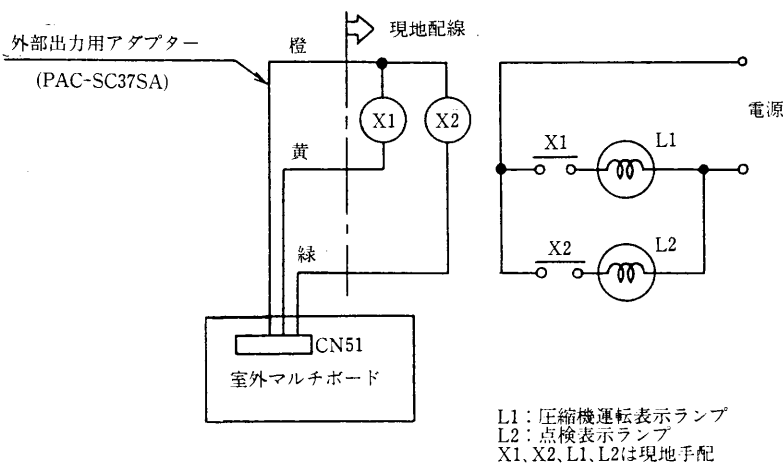 外部出力用アダプター
(PAC-SC37SA)
橙
現地配線
X1
X2
黄
緑
CN51
室外マルチボード
電源
X1
L1
X2
L2
L1：圧縮機運転表示ランプ
L2：点検表示ランプ
X1、X2、L1、L2は現地手配